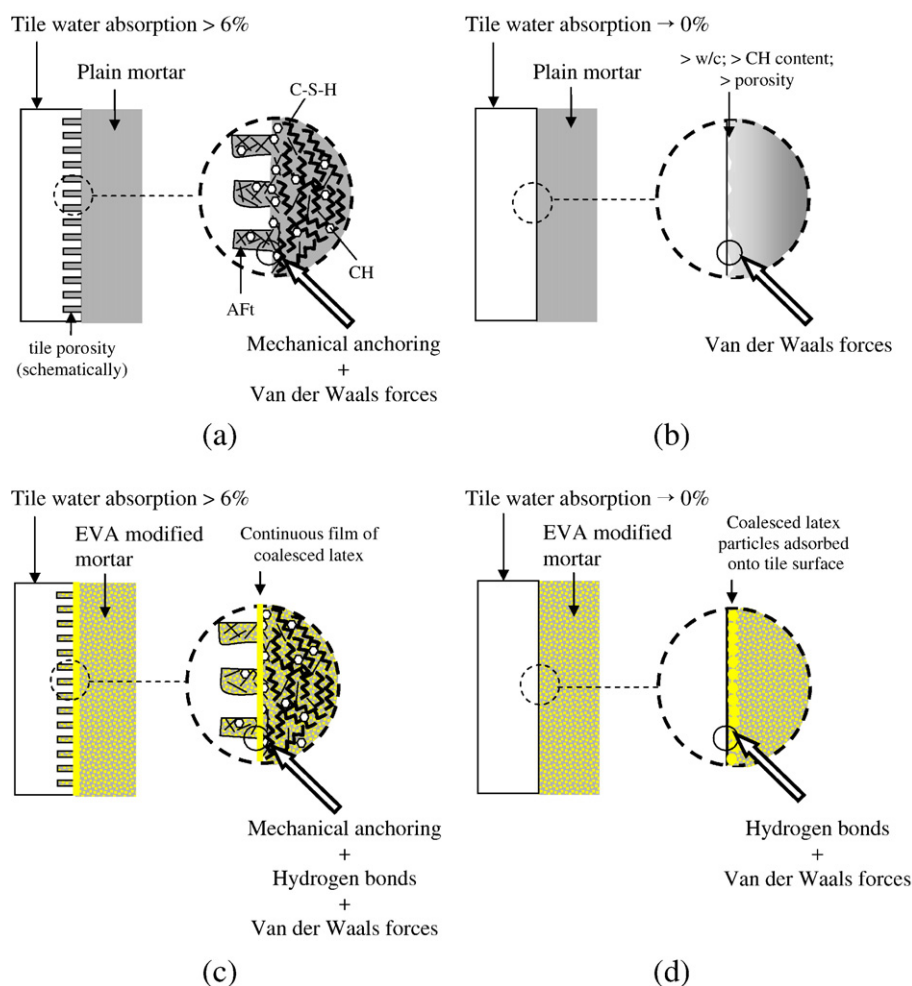 Tile water absorption > 6%
Plain mortar
C-S-H
CH
AFt
tile porosity
(schematically)
Mechanical anchoring
+
Van der Waals forces
(a)
Tile water absorption → 0%
> w/c; > CH content;
> porosity
Plain mortar
Van der Waals forces
(b)
Tile water absorption > 6%
EVA modified
mortar
Continuous film of
coalesced latex
Mechanical anchoring
+
Hydrogen bonds
+
Van der Waals forces
(c)
Tile water absorption → 0%
EVA modified
mortar
Coalesced latex
particles adsorbed
onto tile surface
Hydrogen bonds
+
Van der Waals forces
(d)